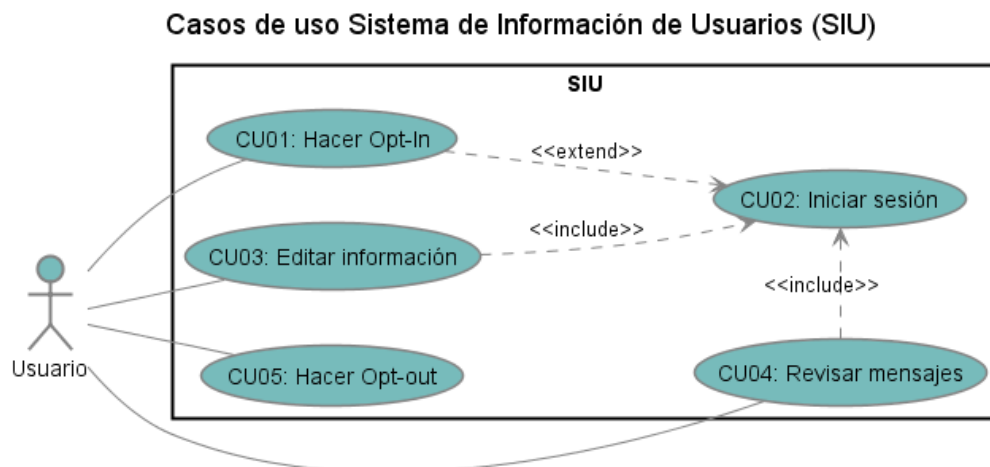 Casos de uso Sistema de Información de Usuarios (SIU)
SIU
CU01: Hacer Opt-In
<<extend>>
CU02: Iniciar sesión
<<include>>
CU03: Editar información
<<include>>
Usuario
CU05: Hacer Opt-out
CU04: Revisar mensajes